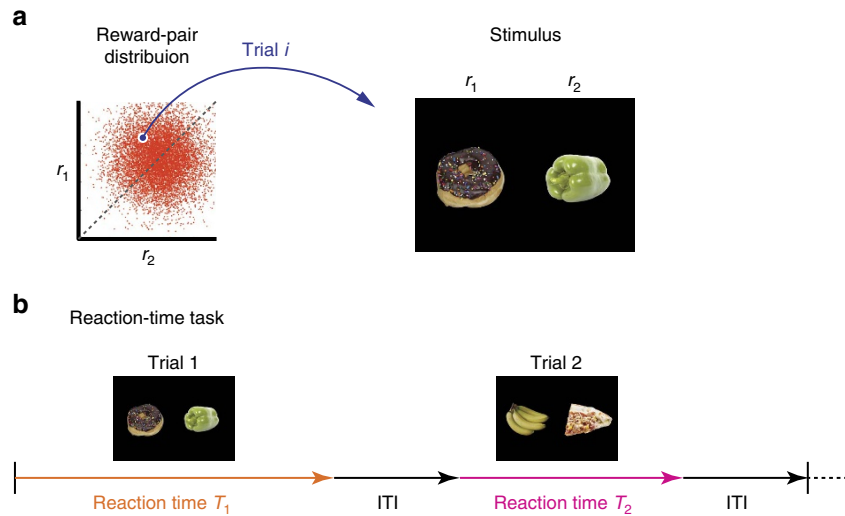 a
Reward-pair
distribuion
Trial i
Stimulus
r1
r2
r1
r2
b
Reaction-time task
Trial 1
Trial 2
Reaction time T1
ITI
Reaction time T2
ITI